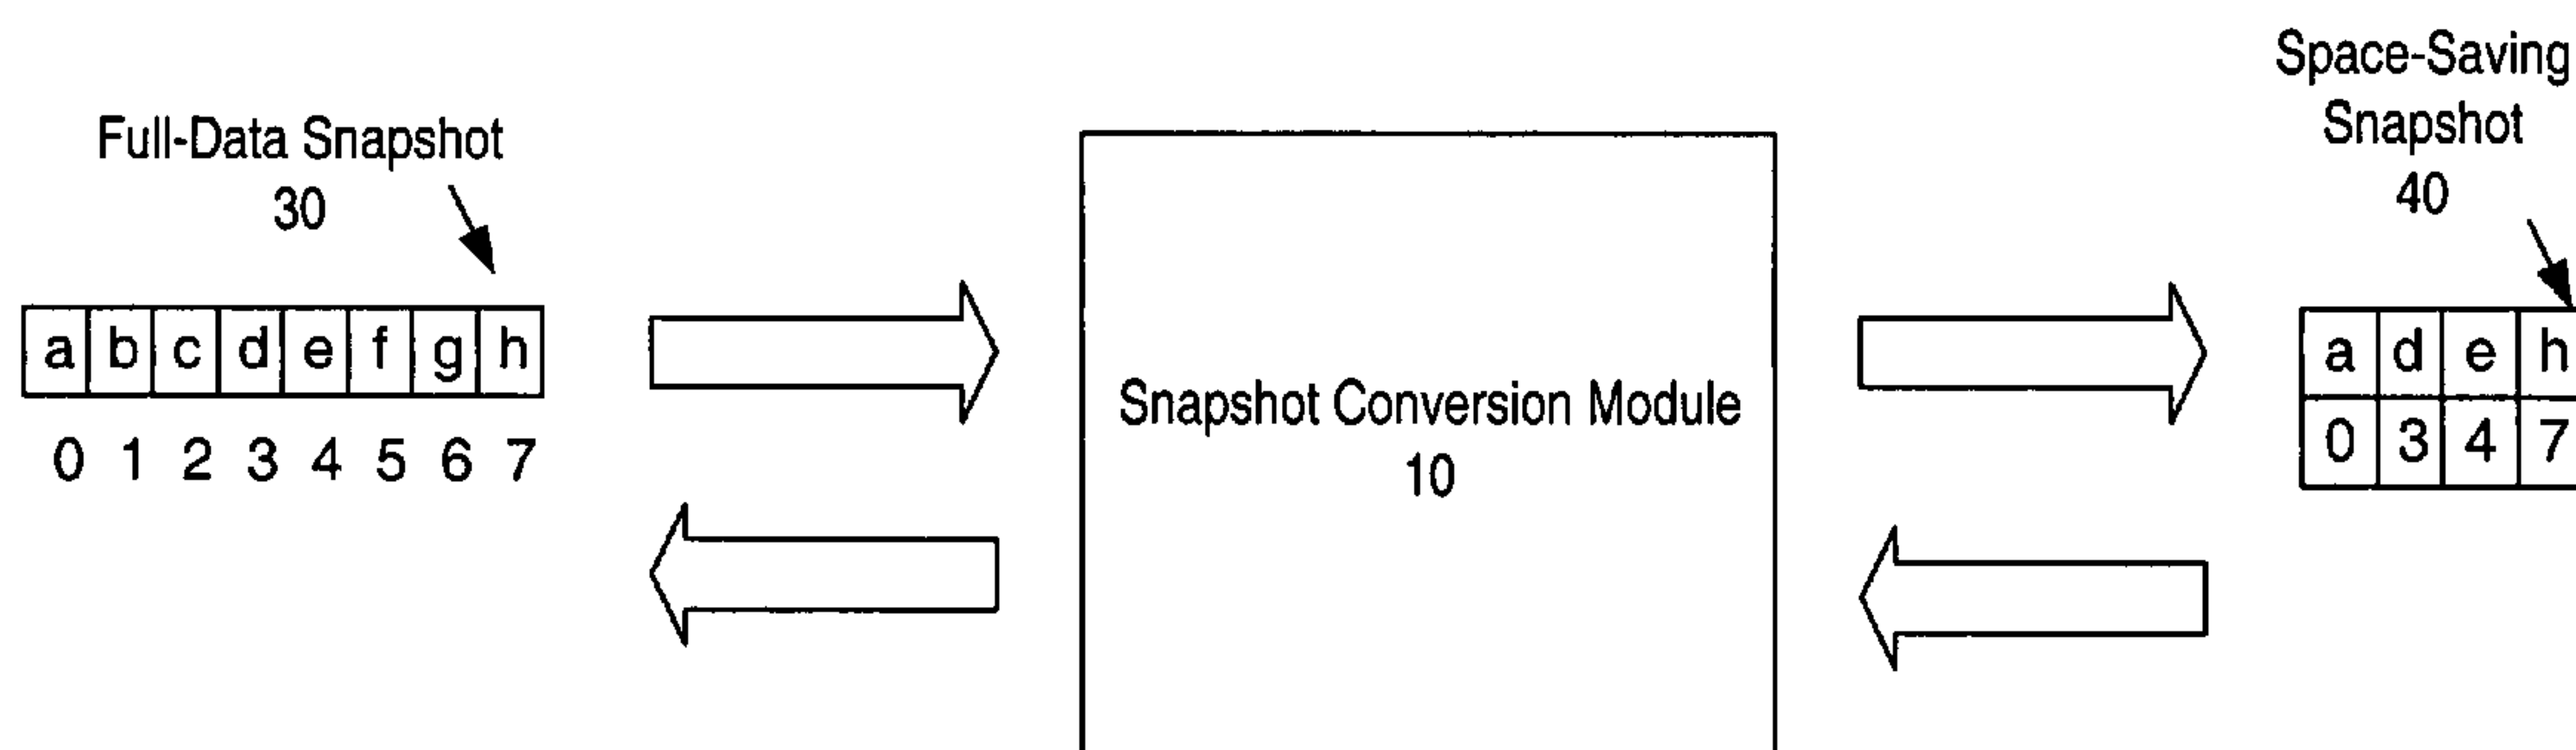 Full-Data Snapshot
30
a b c d e f g h
0 1 2 3 4 5 6 7
Snapshot Conversion Module
10
Space-Saving
Snapshot
40
a d e h
0 3 4 7